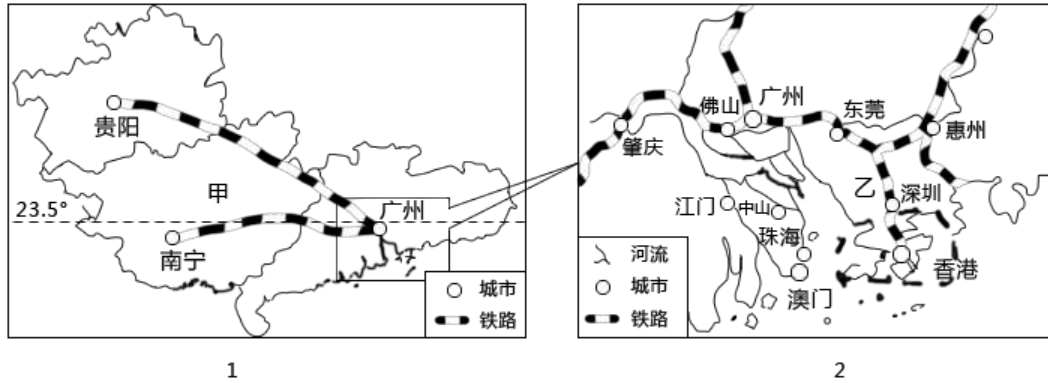 贵阳
甲
23.5°
广州
南宁
城市
铁路
佛山
广州
东莞
惠州
肇庆
乙
深圳
江门
中山
珠海
香港
澳门
河流
城市
铁路
1
2